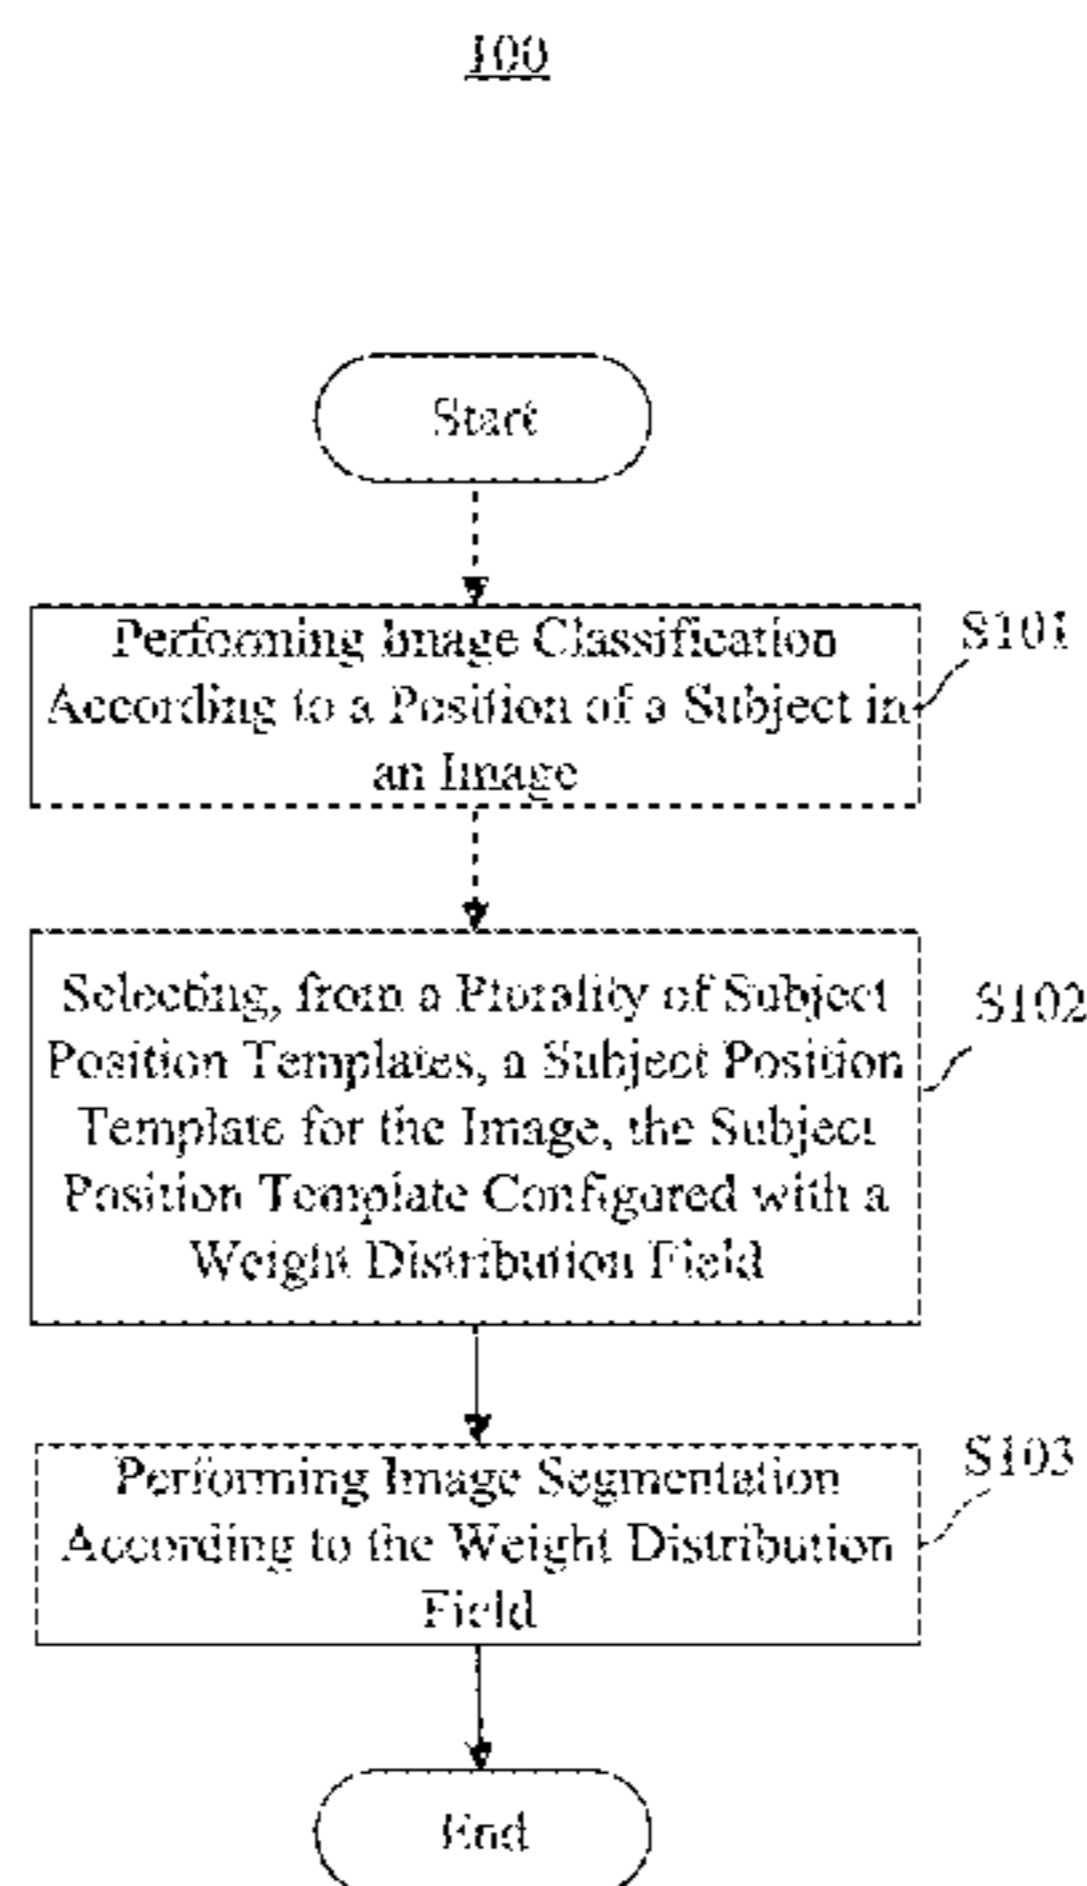 100
Start
Performing Image Classification
According to a Position of a Subject in
an Image
S101
Selecting, from a Plurality of Subject
Position Templates, a Subject Position
Template for the Image, the Subject
Position Template Configured with a
Weight Distribution Field
S102
Performing Image Segmentation
According to the Weight Distribution
Field
S103
End